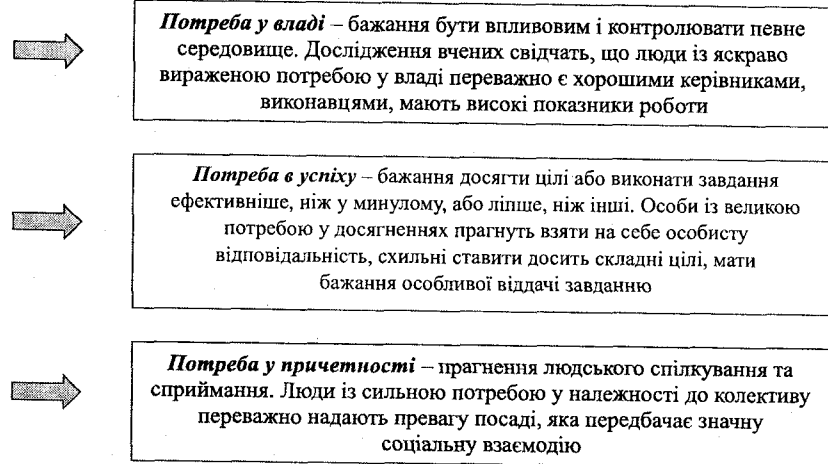 Потреба у владі – бажання бути впливовим і контролювати певне
середовище. Дослідження вчених свідчать, що люди із яскраво
вираженою потребою у владі переважно є хорошими керівниками,
виконавцями, мають високі показники роботи
Потреба в успіху – бажання досягти цілі або виконати завдання
ефективніше, ніж у минулому, або ліпше, ніж інші. Особи із великою
потребою у досягненнях прагнуть взяти на себе особисту
відповідальність, схильні ставити досить складні цілі, мати
бажання особливої віддачі завданню
Потреба у причетності – прагнення людського спілкування та
сприймання. Люди із сильною потребою у належності до колективу
переважно надають превагу посаді, яка передбачає значну
соціальну взаємодію